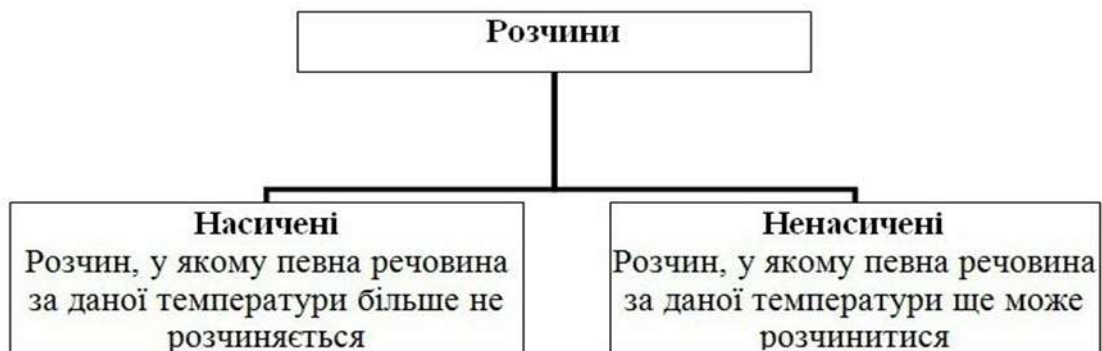 Розчини
Насичені
Розчин, у якому певна речовина
за даної температури більше не
розчиняється
Ненасичені
Розчин, у якому певна речовина
за даної температури ще може
розчинитися